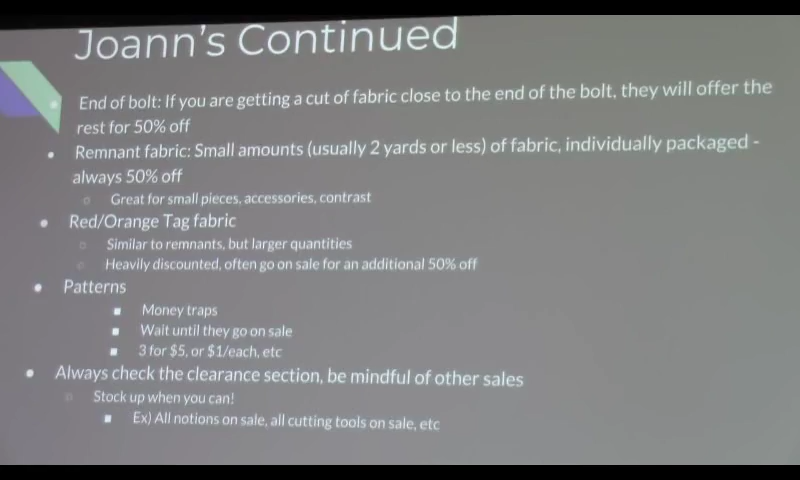 Joann's Continued
End of bolt: If you are getting a cut of fabric close to the end of the bolt, they will offer the
rest for 50% off
Remnant fabric: Small amounts (usually 2 yards or less) of fabric, individually packaged -
always 50% off
Great for small pieces, accessories, contrast
Red/Orange Tag fabric
Similar to remnants, but larger quantities
Heavily discounted, often go on sale for an additional 50% off
Patterns
Money traps
Wait until they go on sale
3 for $5, or $1/each, etc
Always check the clearance section, be mindful of other sales
Stock up when you can!
Ex) All notions on sale, all cutting tools on sale, etc